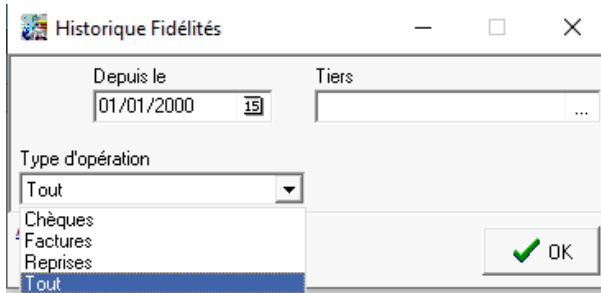 Historique Fidélités
Depuis le
Tiers
01/01/2000
15
...
Type d'opération
Tout
Chèques
Factures
Reprises
Tout
OK